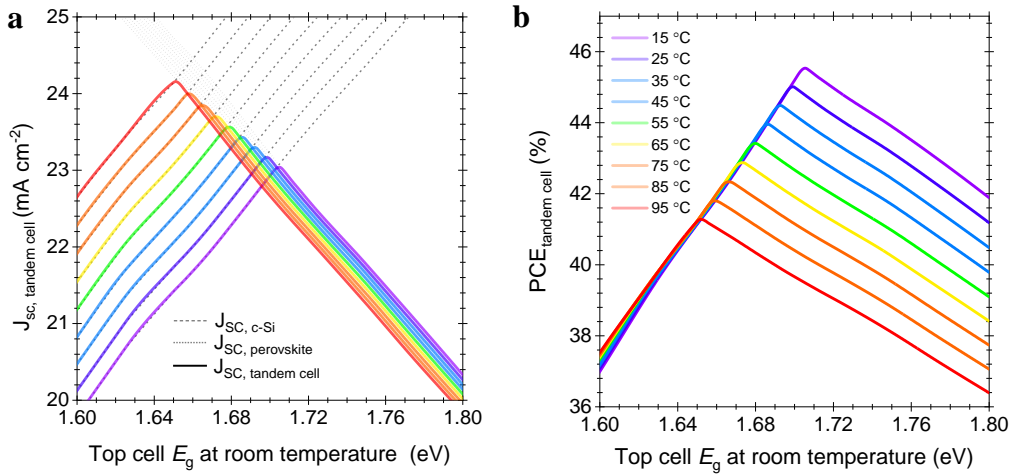 a
25
24
23
22
21
20
J_sc, tandem cell (mA cm⁻²)
1.60
1.64
1.68
1.72
1.76
1.80
Top cell E_g at room temperature (eV)
J_SC, c-Si
J_SC, perovskite
J_SC, tandem cell
b
46
44
42
40
38
36
PCE_tandem cell (%)
1.60
1.64
1.68
1.72
1.76
1.80
Top cell E_g at room temperature (eV)
15 °C
25 °C
35 °C
45 °C
55 °C
65 °C
75 °C
85 °C
95 °C